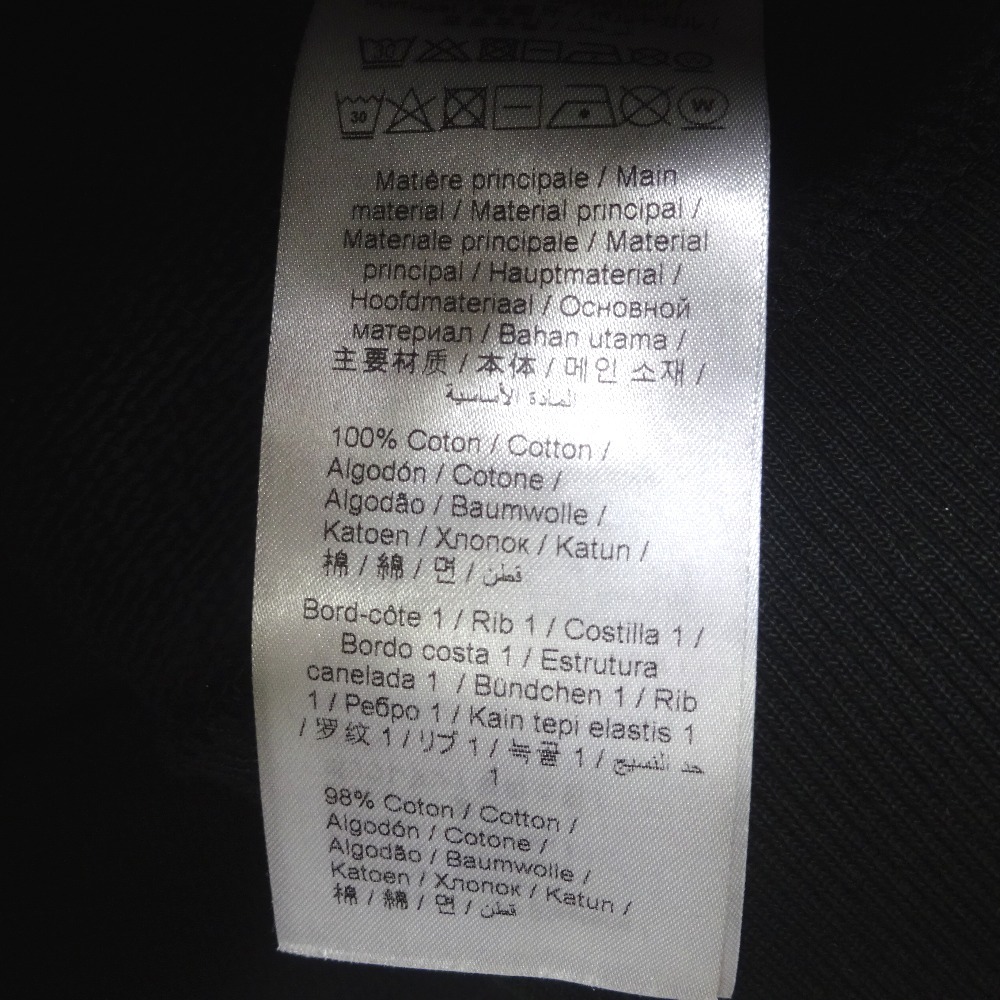 30
W
Matière principale / Main
material / Material principal /
Materiale principale / Material
principal / Hauptmaterial /
Hoofdmateriaal / Основной
материал / Bahan utama /
主要材质 / 本体 / 메인 소재 /
المادة الأساسية
100% Coton / Cotton /
Algodón / Cotone /
Algodão / Baumwolle /
Katoen / Хлопок / Katun /
棉 / 綿 / 면 / قطن
Bord-côte 1 / Rib 1 / Costilla 1 /
Bordo costa 1 / Estrutura
canelada 1 / Bündchen 1 / Rib
1 / Ребро 1 / Kain tepi elastis 1
/ 罗纹 1 / リブ 1 / 늑골 1 / حد النسيج
1
98% Coton / Cotton /
Algodón / Cotone /
Algodão / Baumwolle /
Katoen / Хлопок / Katun /
棉 / 綿 / 면 / قطن